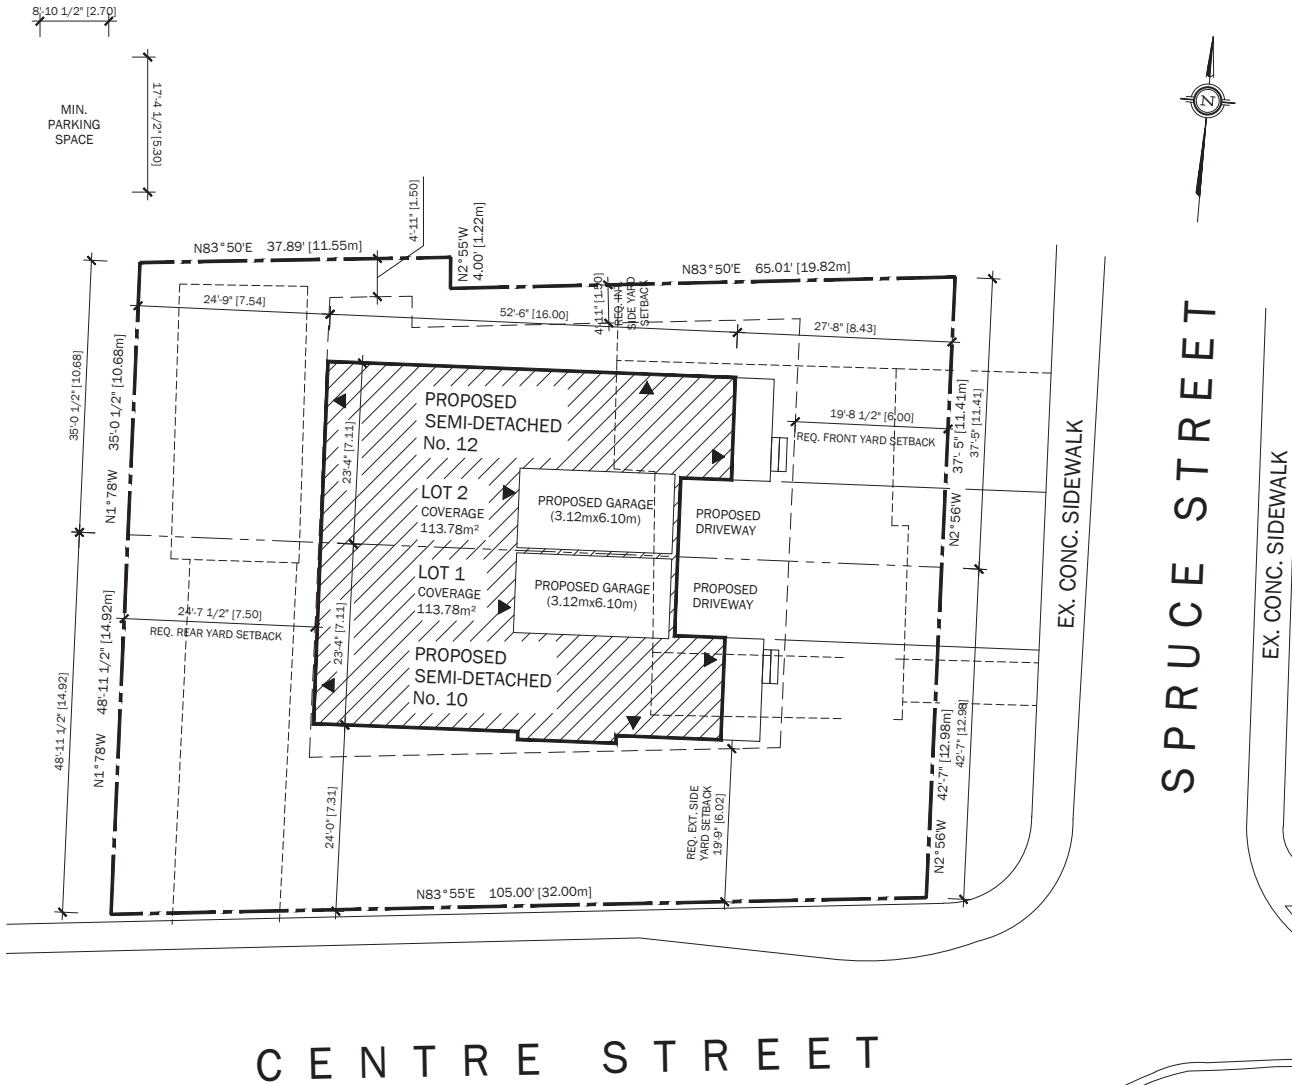 8'-10 1/2" [2.70]
17'-4 1/2" [5.30]
MIN.
PARKING
SPACE
N
4'-11" [1.50]
N2°55'W
4.00' [1.22m]
N83°50'E 37.89' [11.55m]
N83°50'E 65.01' [19.82m]
24'-9" [7.54]
52'-6" [16.00]
4'-11" [1.50]
REQ. INT.
SIDE YARD
SETBACK
27'-8" [8.43]
35'-0 1/2" [10.68]
N1°78'W 35'-0 1/2" [10.68m]
PROPOSED
SEMI-DETACHED
No. 12
23'-4" [7.11]
19'-8 1/2" [6.00]
REQ. FRONT YARD SETBACK
N2°56'W 37'-5" [11.41m]
37'-5" [11.41]
LOT 2
COVERAGE
113.78m²
PROPOSED GARAGE
(3.12mx6.10m)
PROPOSED
DRIVEWAY
LOT 1
COVERAGE
113.78m²
PROPOSED GARAGE
(3.12mx6.10m)
PROPOSED
DRIVEWAY
24'-7 1/2" [7.50]
REQ. REAR YARD SETBACK
23'-4" [7.11]
PROPOSED
SEMI-DETACHED
No. 10
48'-11 1/2" [14.92]
N1°78'W 48'-11 1/2" [14.92m]
24'-0" [7.31]
REQ. EXT. SIDE
YARD SETBACK
19'-9" [6.02]
N2°56'W 42'-7" [12.98m]
42'-7" [12.98]
N83°55'E 105.00' [32.00m]
EX. CONC. SIDEWALK
SPRUCE STREET
EX. CONC. SIDEWALK
CENTRE STREET